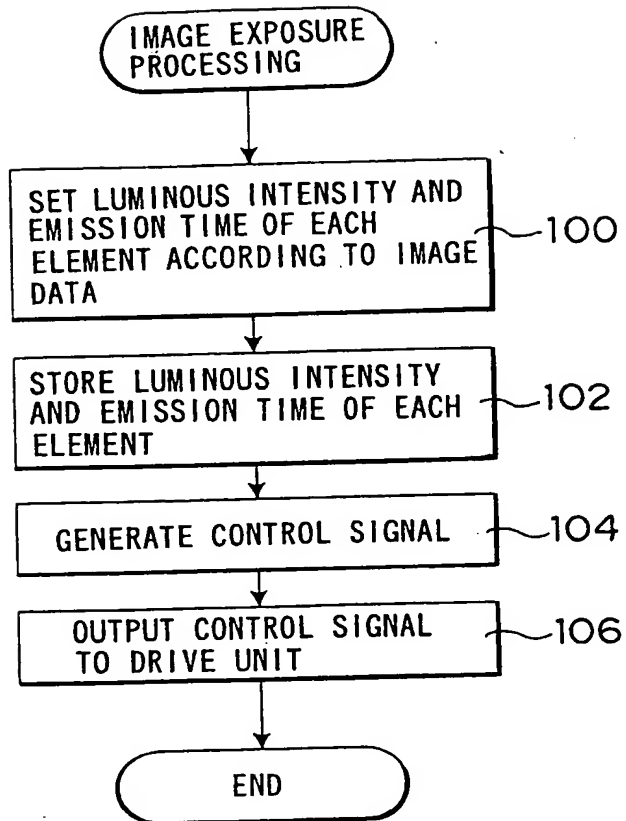 IMAGE EXPOSURE
PROCESSING
SET LUMINOUS INTENSITY AND
EMISSION TIME OF EACH
ELEMENT ACCORDING TO IMAGE
DATA
100
STORE LUMINOUS INTENSITY
AND EMISSION TIME OF EACH
ELEMENT
102
GENERATE CONTROL SIGNAL
104
OUTPUT CONTROL SIGNAL
TO DRIVE UNIT
106
END